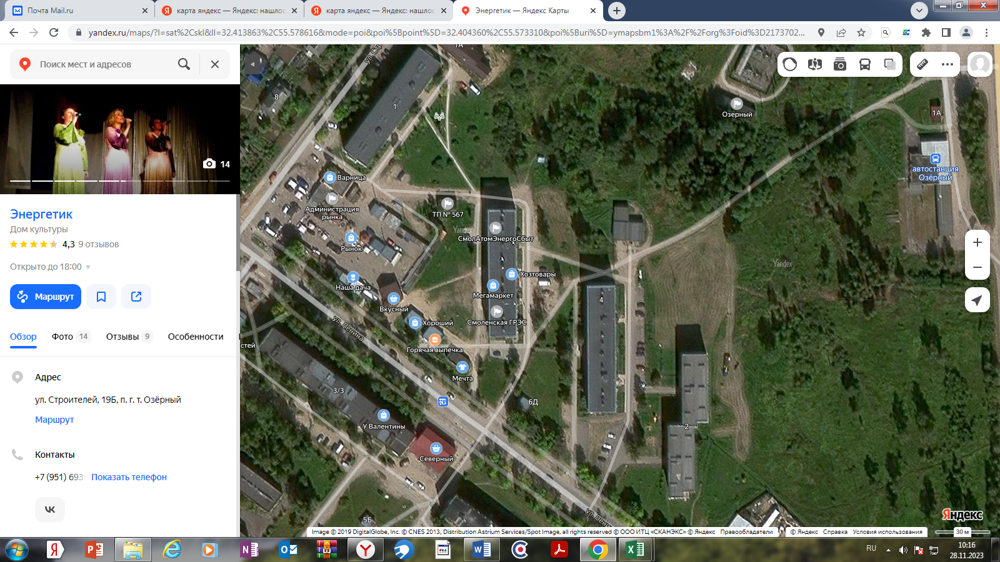 Почта Mail.ru
карта яндекс — Яндекс: нашлос
карта яндекс — Яндекс: нашлос
Энергетик — Яндекс Карты
yandex.ru/maps/?l=sat%2Cskl&ll=32.413863%2C55.578616&mode=poi&poi%5Bpoint%5D=32.404360%2C55.573310&poi%5Buri%5D=ymapsbm1%3A%2F%2Forg%3Foid%3D2173702...
Поиск мест и адресов
14
Энергетик
Дом культуры
4,3 9 отзывов
Открыто до 18:00
Маршрут
Обзор Фото 14 Отзывы 9 Особенности
Адрес
ул. Строителей, 19Б, п. г. т. Озёрный
Маршрут
Контакты
+7 (951) 693- Показать телефон
ул. Стр
1А
8
1
Озерный
1А
автостанция
Озёрный
Варница
Администрация
рынка
ТП № 567
Yandex
СмолАтомЭнергоСбыт
Рынок
Yandex
Хозтовары
Наша дача
Мегамаркет
4
Вкусный
Хороший
Смоленская ГРЭС
ул. Ленина
стей
Горячая выпечка
Мечта
3/3
6Д
У Валентины
2
Северный
5Б
ул. Лени
Яндекс
Image © 2019 DigitalGlobe, Inc. © CNES 2013, Distribution Astrium Services/Spot Image, all rights reserved © ООО ИТЦ «СКАНЭКС» © Яндекс Правообладатели
© Яндекс Справка Условия использования
30 м
RU
10:16
28.11.2023